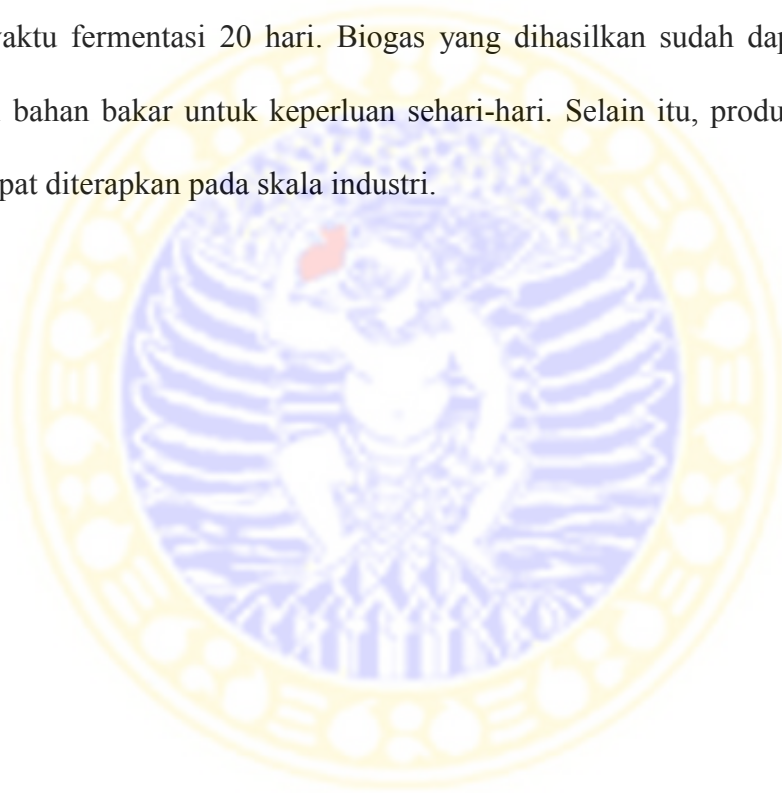 aktu fermentasi 20 hari. Biogas yang dihasilkan sudah dap
bahan bakar untuk keperluan sehari-hari. Selain itu, produ
pat diterapkan pada skala industri.